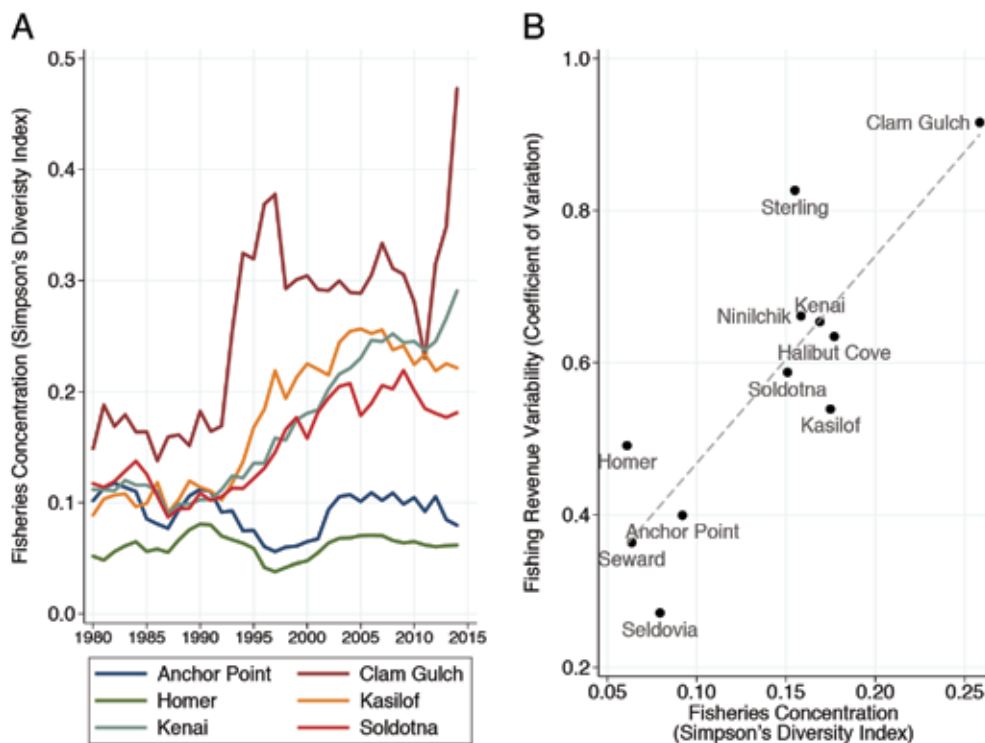 A
Fisheries Concentration (Simpson's Diveristy Index)
0.5
0.4
0.3
0.2
0.1
0.0
1980 1985 1990 1995 2000 2005 2010 2015
Anchor Point Clam Gulch
Homer Kasilof
Kenai Soldotna
B
Fishing Revenue Variability (Coefficient of Variation)
1.0
0.8
0.6
0.4
0.2
Clam Gulch
Sterling
Ninilchik Kenai
Halibut Cove
Soldotna
Kasilof
Homer
Anchor Point
Seward
Seldovia
0.05 0.10 0.15 0.20 0.25
Fisheries Concentration
(Simpson's Diversity Index)